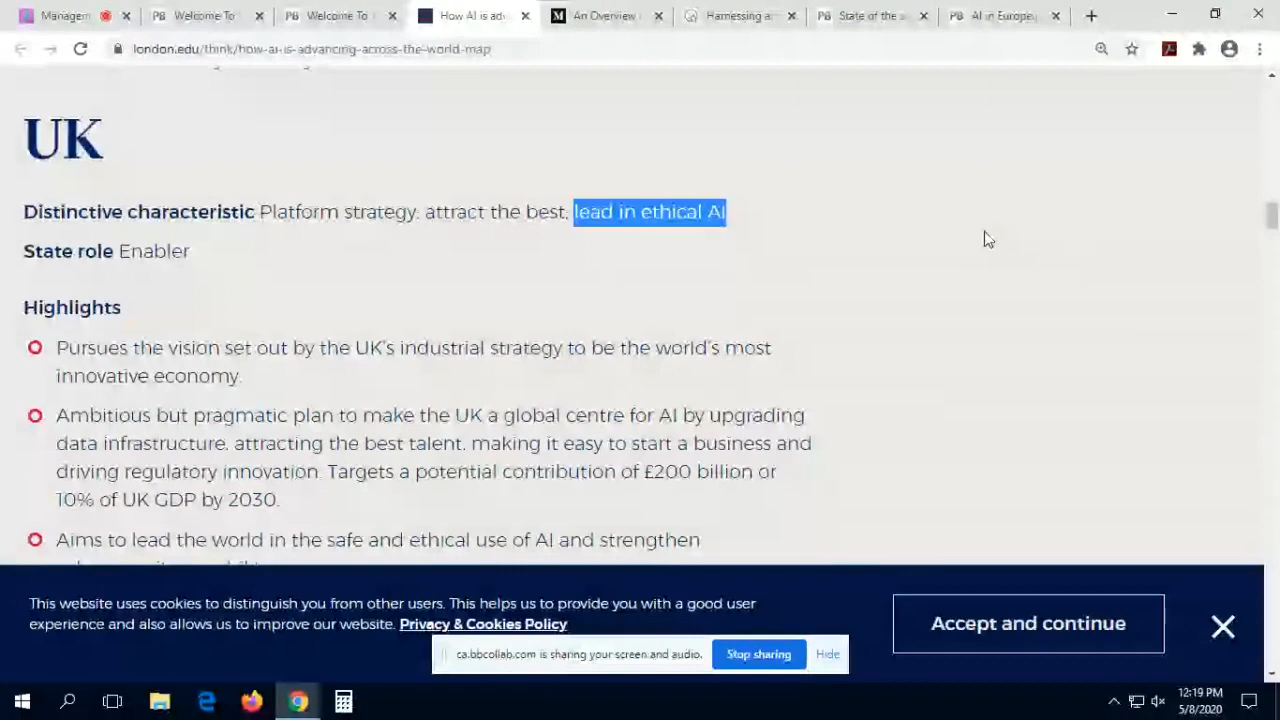 Managem
Welcome To
Welcome To
How AI is adv
An Overview
Harnessing a
State of the s
AI in Europe
london.edu/think/how-ai-is-advancing-across-the-world-map
UK
Distinctive characteristic Platform strategy, attract the best, lead in ethical AI
State role Enabler
Highlights
Pursues the vision set out by the UK's industrial strategy to be the world's most
innovative economy.
Ambitious but pragmatic plan to make the UK a global centre for AI by upgrading
data infrastructure, attracting the best talent, making it easy to start a business and
driving regulatory innovation. Targets a potential contribution of £200 billion or
10% of UK GDP by 2030.
Aims to lead the world in the safe and ethical use of AI and strengthen
This website uses cookies to distinguish you from other users. This helps us to provide you with a good user
experience and also allows us to improve our website. Privacy & Cookies Policy
Accept and continue
ca.bbcollab.com is sharing your screen and audio.
Stop sharing
Hide
12:19 PM
5/8/2020